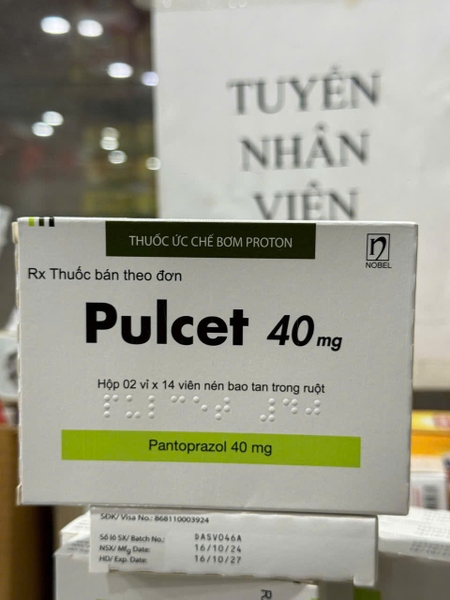 TUYỂN
NHÂN
VIÊN
THUỐC ỨC CHẾ BƠM PROTON
NOBEL
Rx Thuốc bán theo đơn
Pulcet 40 mg
Hộp 02 vỉ x 14 viên nén bao tan trong ruột
Pantoprazol 40 mg
SĐK/ Visa No.: 868110003924
Số lô SX/ Batch No.: DASV046A
NSX/ Mfg Date: 16/10/24
HD/ Exp. Date: 16/10/27